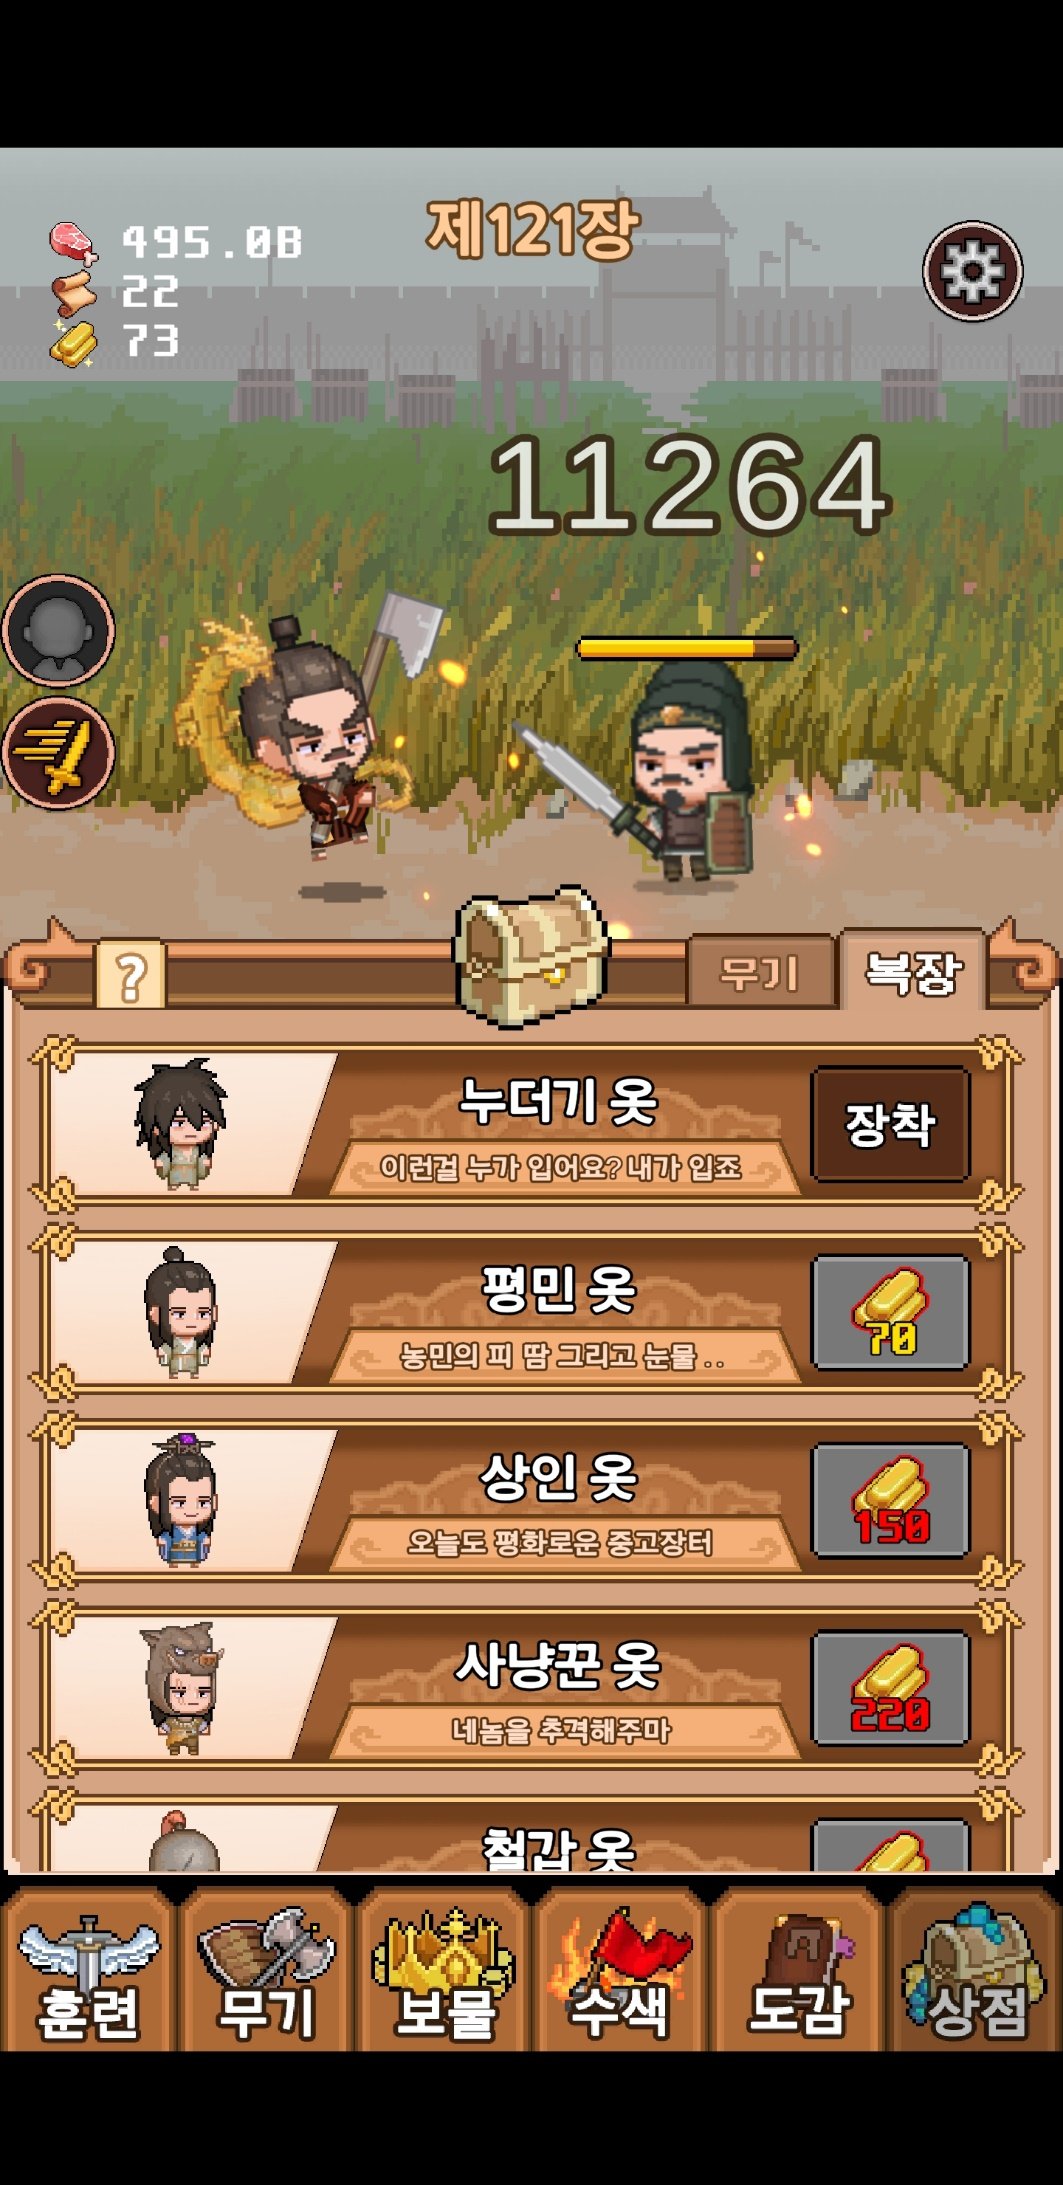 495.0B
제121장
22
73
11264
?
무기
복장
누더기 옷
이런걸 누가 입어요? 내가 입죠
장착
평민 옷
농민의 피 땀 그리고 눈물 ..
70
상인 옷
오늘도 평화로운 중고장터
150
사냥꾼 옷
네놈을 추격해주마
220
철갑 옷
훈련
무기
보물
수색
도감
상점